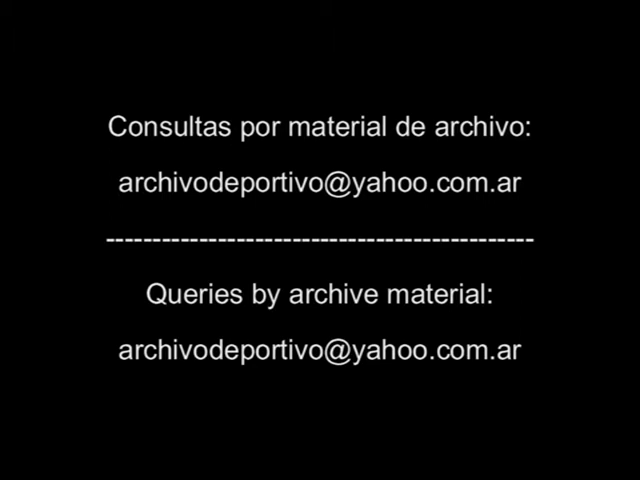 Consultas por material de archivo:
archivodeportivo@yahoo.com.ar
----------------------------------------------
Queries by archive material:
archivodeportivo@yahoo.com.ar